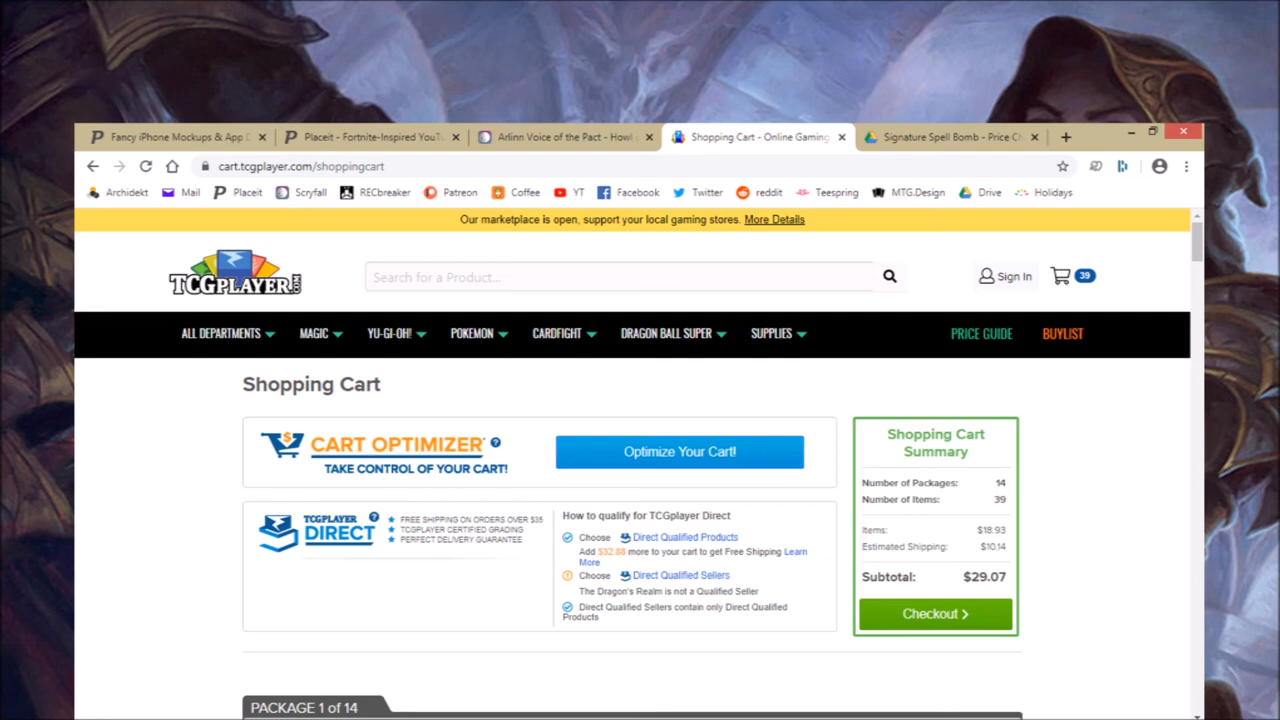 Fancy iPhone Mockups & App
Placeit - Fortnite-Inspired YouT
Arlinn Voice of the Pact - Howl
Shopping Cart - Online Gaming
Signature Spell Bomb - Price Ch
cart.tcgplayer.com/shoppingcart
Archidekt Mail Placeit Scryfall RECbreaker Patreon Coffee YT Facebook Twitter reddit Teespring MTG.Design Drive Holidays
Our marketplace is open, support your local gaming stores. More Details
TCGPLAYER.COM
Search for a Product...
Sign In
39
ALL DEPARTMENTS MAGIC YU-GI-OH! POKEMON CARDFIGHT DRAGON BALL SUPER SUPPLIES PRICE GUIDE BUYLIST
Shopping Cart
CART OPTIMIZER
TAKE CONTROL OF YOUR CART!
Optimize Your Cart!
TCGPLAYER
DIRECT
FREE SHIPPING ON ORDERS OVER $35
TCGPLAYER CERTIFIED GRADING
PERFECT DELIVERY GUARANTEE
How to qualify for TCGplayer Direct
Choose Direct Qualified Products
Add $32.88 more to your cart to get Free Shipping Learn
More
Choose Direct Qualified Sellers
The Dragon's Realm is not a Qualified Seller
Direct Qualified Sellers contain only Direct Qualified
Products
Shopping Cart
Summary
Number of Packages: 14
Number of Items: 39
Items: $18.93
Estimated Shipping: $10.14
Subtotal: $29.07
Checkout
PACKAGE 1 of 14